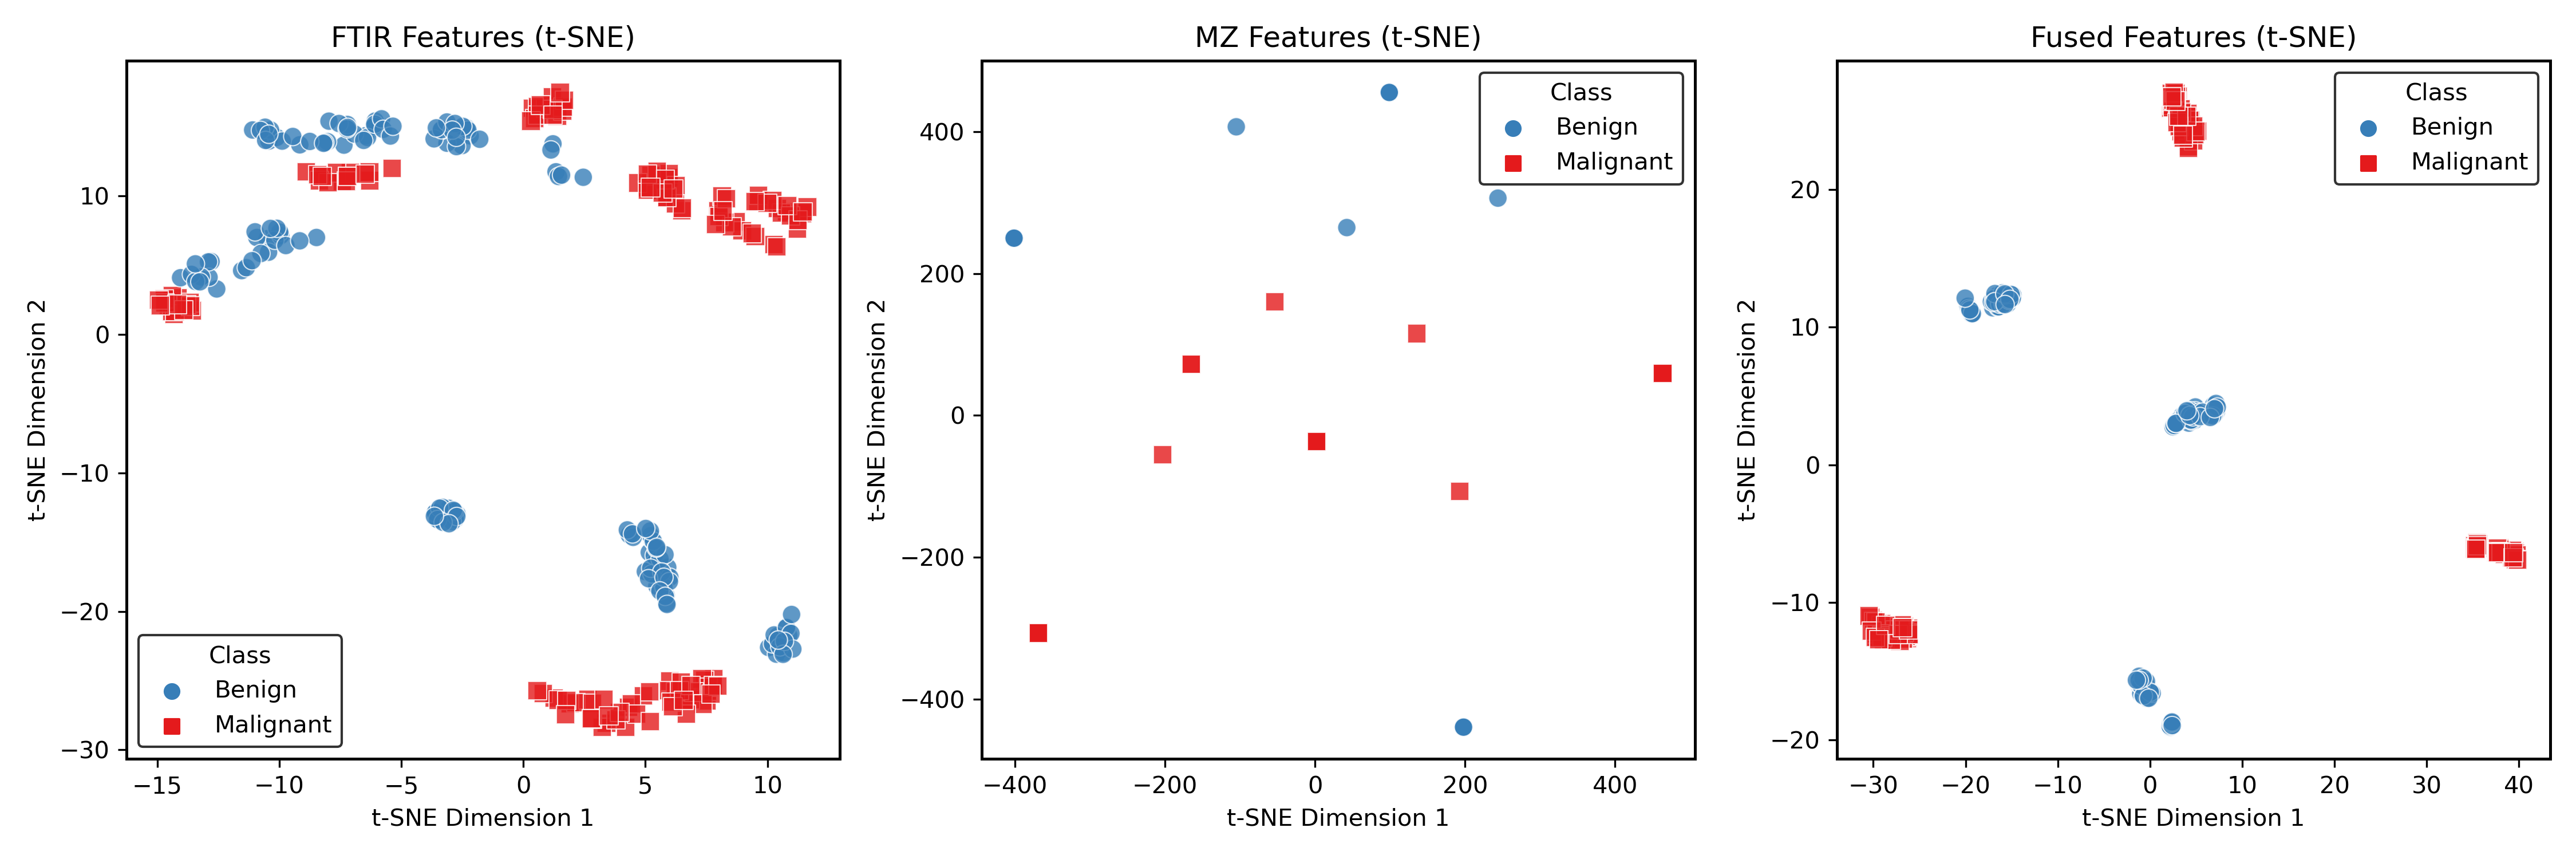 FTIR Features (t-SNE)
t-SNE Dimension 2
10
0
−10
−20
−30
Class
Benign
Malignant
−15
−10
−5
0
5
10
t-SNE Dimension 1
MZ Features (t-SNE)
t-SNE Dimension 2
400
200
0
−200
−400
Class
Benign
Malignant
−400
−200
0
200
400
t-SNE Dimension 1
Fused Features (t-SNE)
t-SNE Dimension 2
20
10
0
−10
−20
Class
Benign
Malignant
−30
−20
−10
0
10
20
30
40
t-SNE Dimension 1